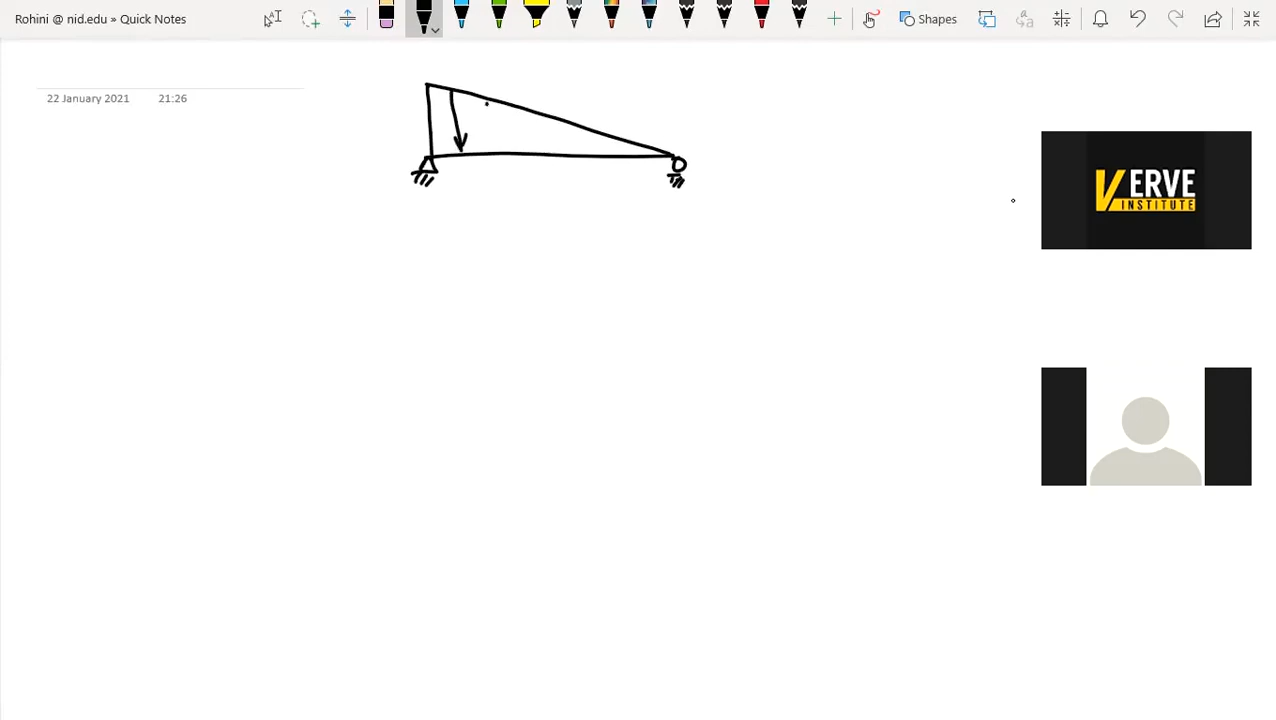 Rohini @ nid.edu » Quick Notes
Shapes
22 January 2021 21:26
VERVE
INSTITUTE